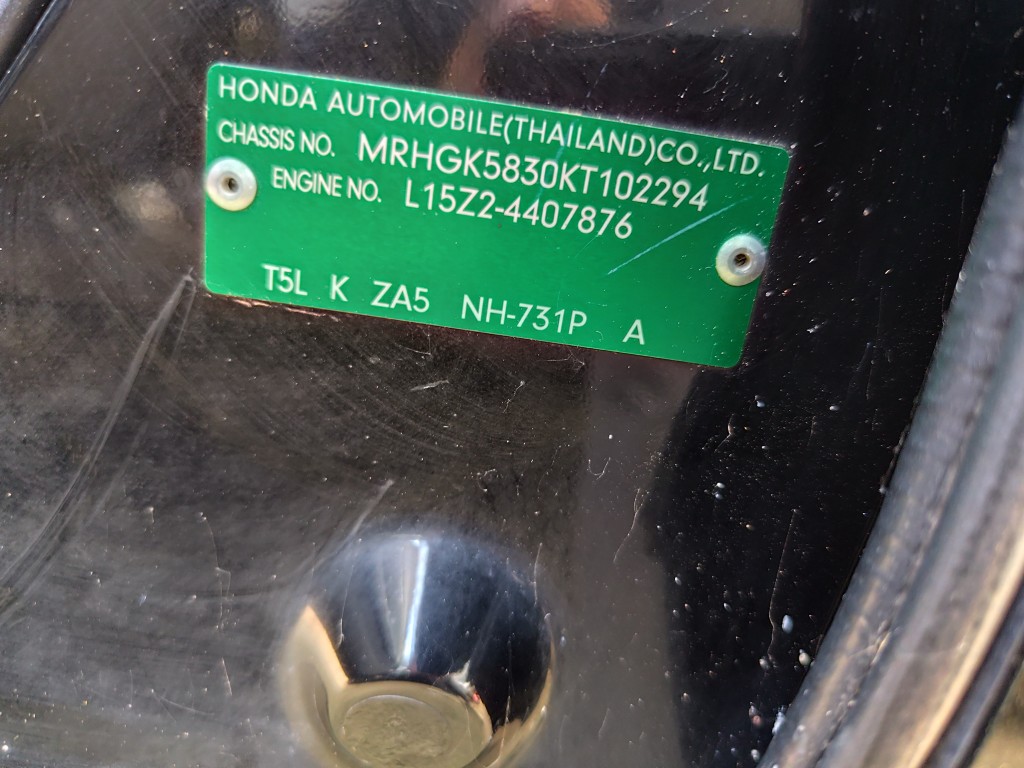 HONDA AUTOMOBILE(THAILAND)CO.,LTD.
CHASSIS NO. MRHGK5830KT102294
ENGINE NO. L15Z2-4407876
T5L K ZA5 NH-731P A